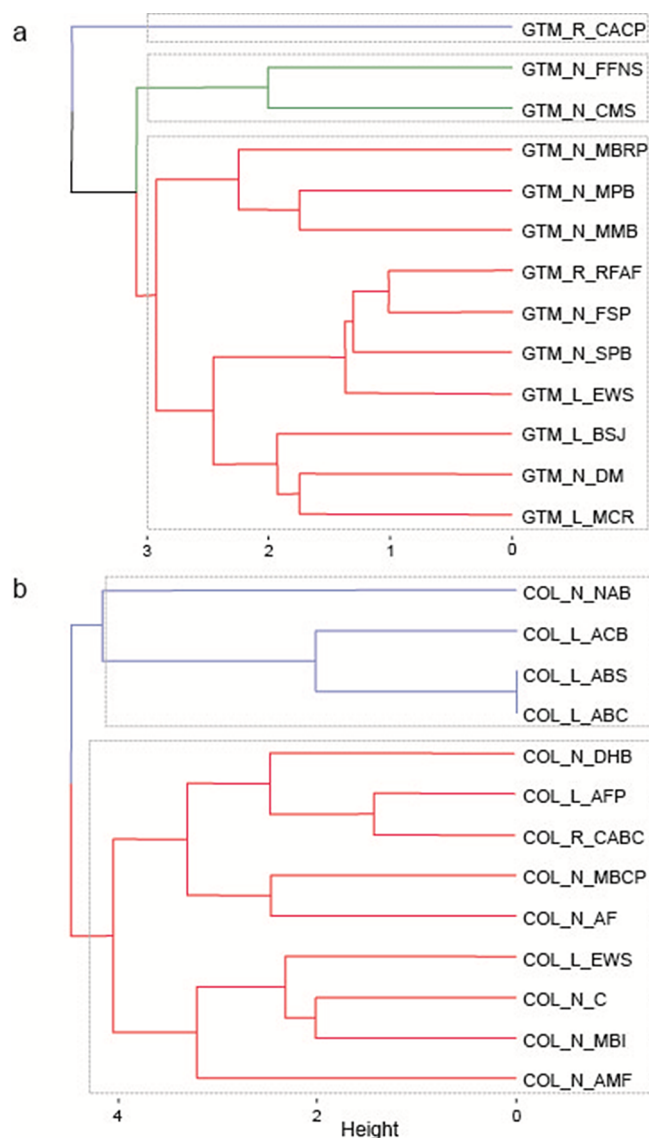 a
GTM_R_CACP
GTM_N_FFNS
GTM_N_CMS
GTM_N_MBRP
GTM_N_MPB
GTM_N_MMB
GTM_R_RFAF
GTM_N_FSP
GTM_N_SPB
GTM_L_EWS
GTM_L_BSJ
GTM_N_DM
GTM_L_MCR
3 2 1 0
b
COL_N_NAB
COL_L_ACB
COL_L_ABS
COL_L_ABC
COL_N_DHB
COL_L_AFP
COL_R_CABC
COL_N_MBCP
COL_N_AF
COL_L_EWS
COL_N_C
COL_N_MBI
COL_N_AMF
4 2 0
Height